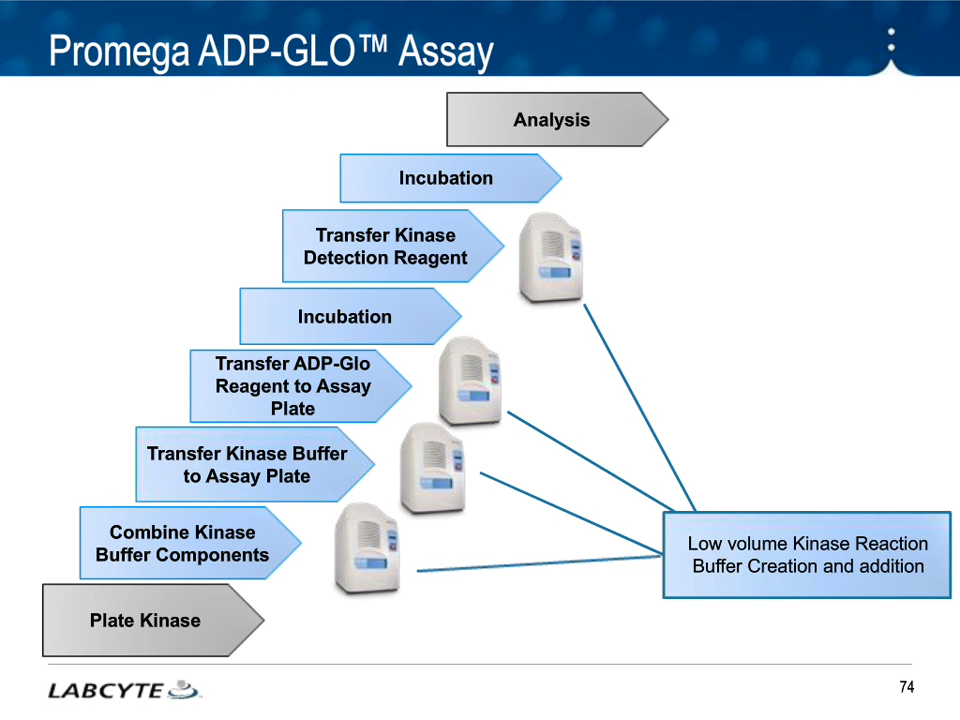 Promega ADP-GLO™ Assay
Analysis
Incubation
Transfer Kinase
Detection Reagent
Incubation
Transfer ADP-Glo
Reagent to Assay
Plate
Transfer Kinase Buffer
to Assay Plate
Combine Kinase
Buffer Components
Plate Kinase
Low volume Kinase Reaction
Buffer Creation and addition
LABCYTE
74